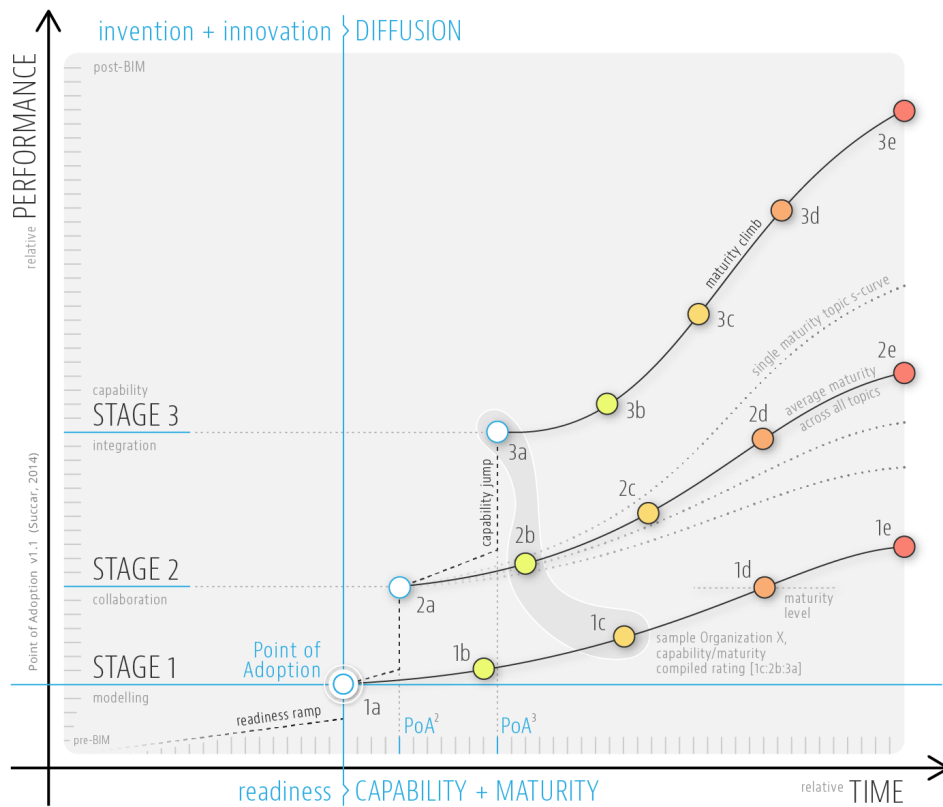 invention + innovation > DIFFUSION
relative PERFORMANCE
post-BIM
3e
3d
maturity climb
3c
single maturity topic s-curve
2e
average maturity
across all topics
capability
STAGE 3
integration
3b
3a
2d
capability jump
2c
2b
1e
Point of Adoption v1.1 (Succar, 2014)
STAGE 2
collaboration
2a
1d
maturity
level
1c
sample Organization X,
capability/maturity
compiled rating [1c:2b:3a]
Point of
Adoption
1b
STAGE 1
modelling
1a
readiness ramp
PoA²
PoA³
pre-BIM
readiness > CAPABILITY + MATURITY
relative TIME